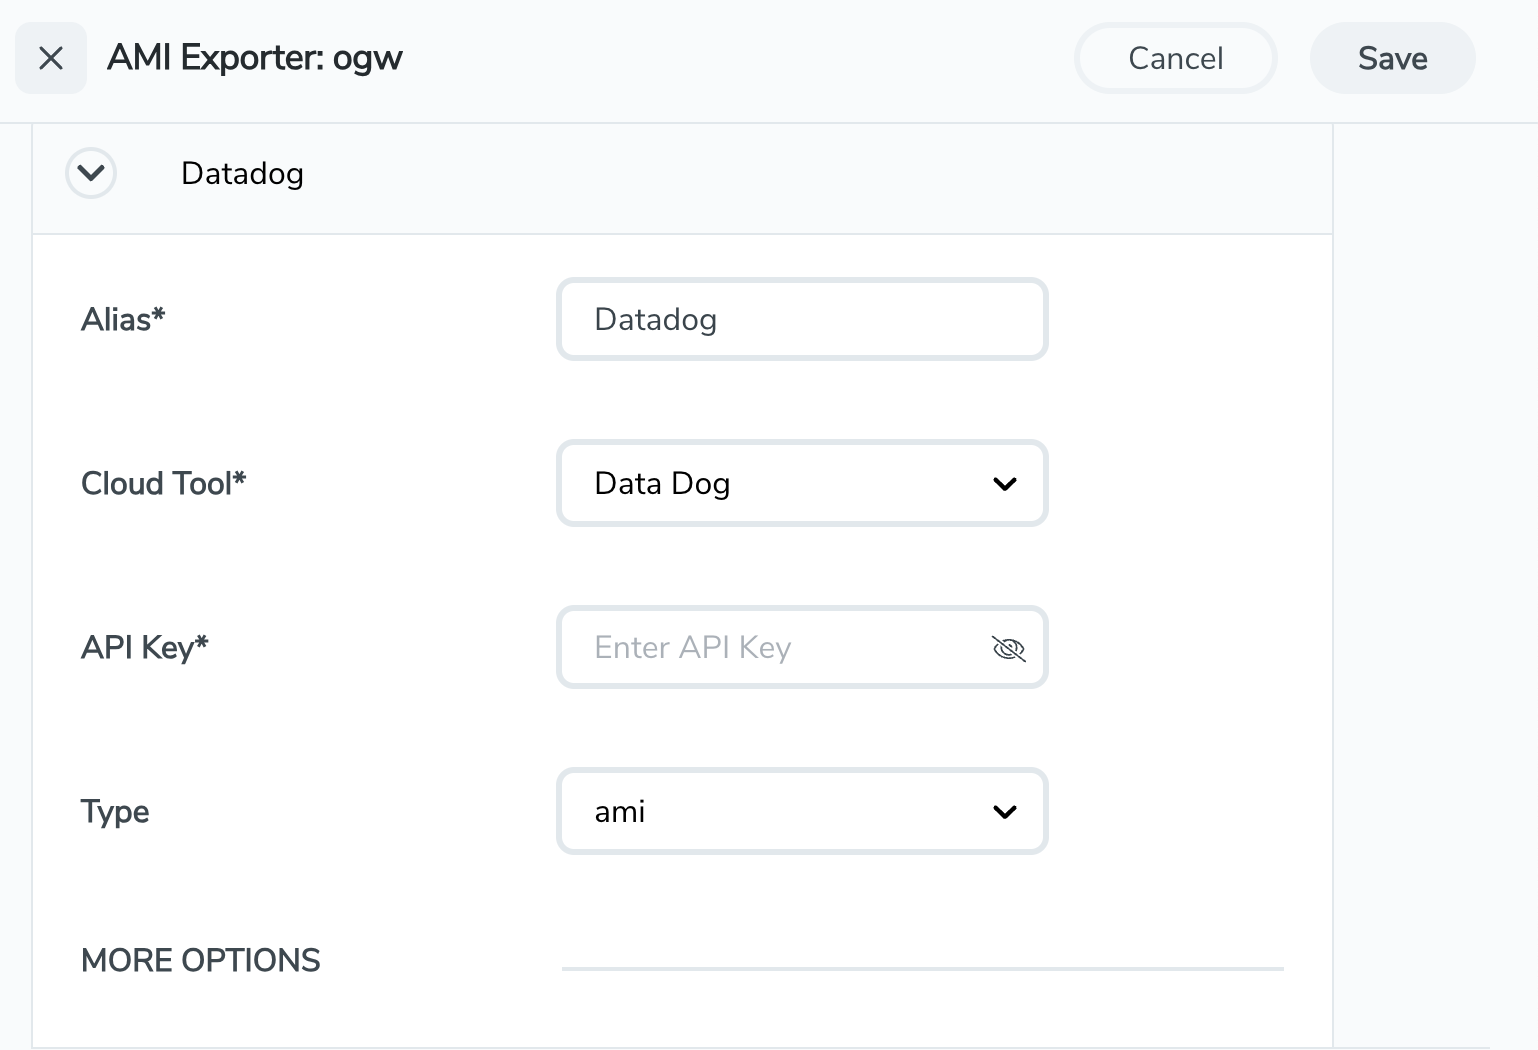 AMI Exporter: ogw
Cancel
Save
Datadog
Alias*
Datadog
Cloud Tool*
Data Dog
API Key*
Enter API Key
Type
ami
MORE OPTIONS